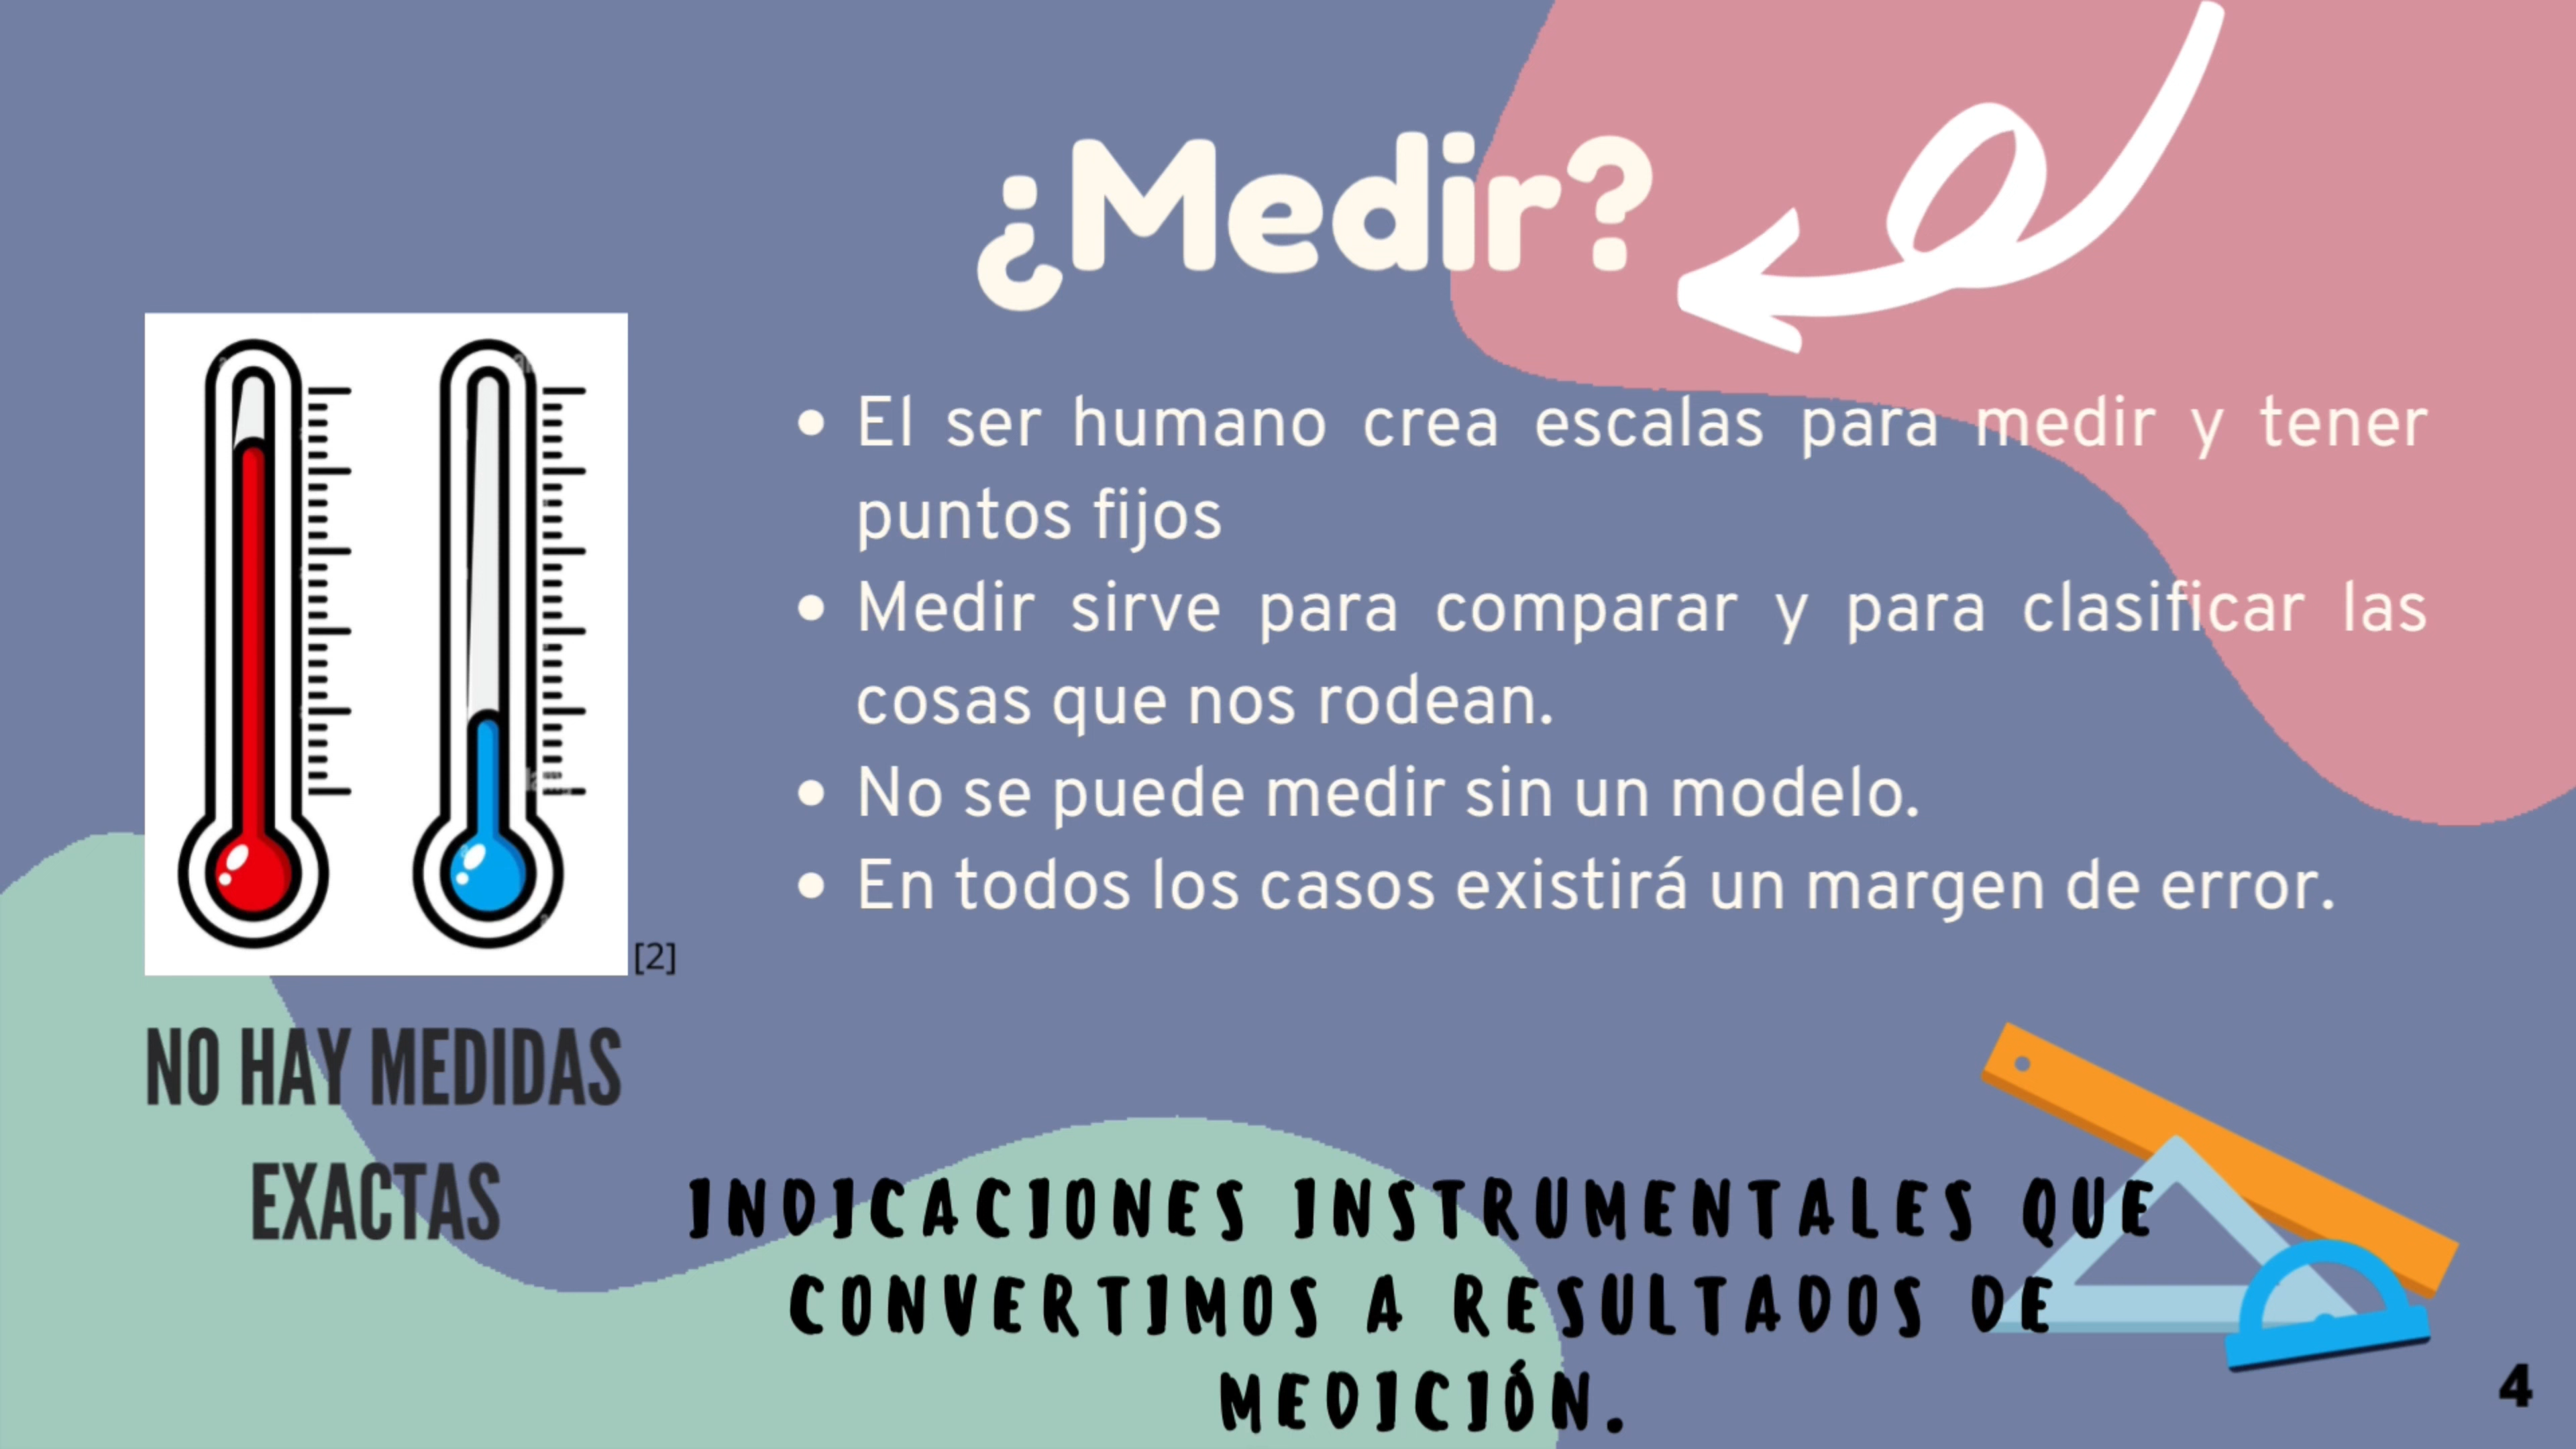 ¿Medir?
• El ser humano crea escalas para medir y tener
puntos fijos
• Medir sirve para comparar y para clasificar las
cosas que nos rodean.
• No se puede medir sin un modelo.
• En todos los casos existirá un margen de error.
[2]
NO HAY MEDIDAS
EXACTAS
INDICACIONES INSTRUMENTALES QUE
CONVERTIMOS A RESULTADOS DE
MEDICIÓN.
4